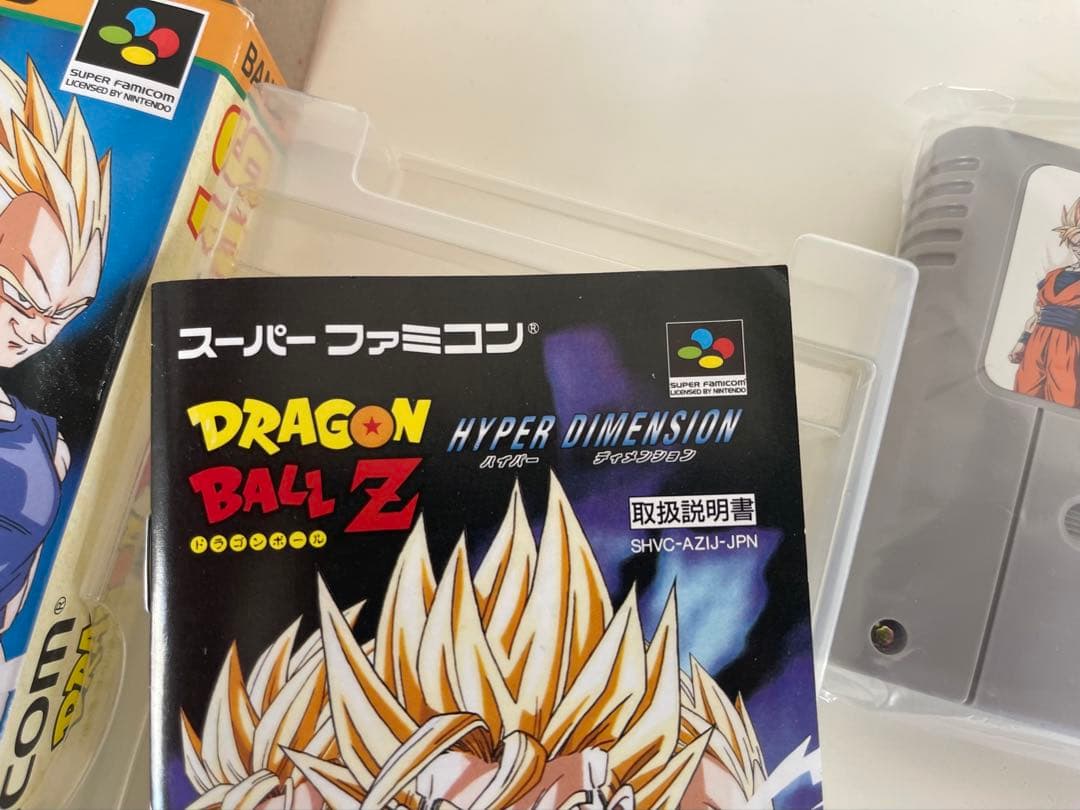 SUPER FAMICOM
LICENSED BY NINTENDO
BAN
スーパーファミコン®
SUPER FAMICOM
LICENSED BY NINTENDO
DRAGON
BALL Z
ドラゴンボール
HYPER DIMENSION
ハイパー ディメンション
取扱説明書
SHVC-AZIJ-JPN
com®